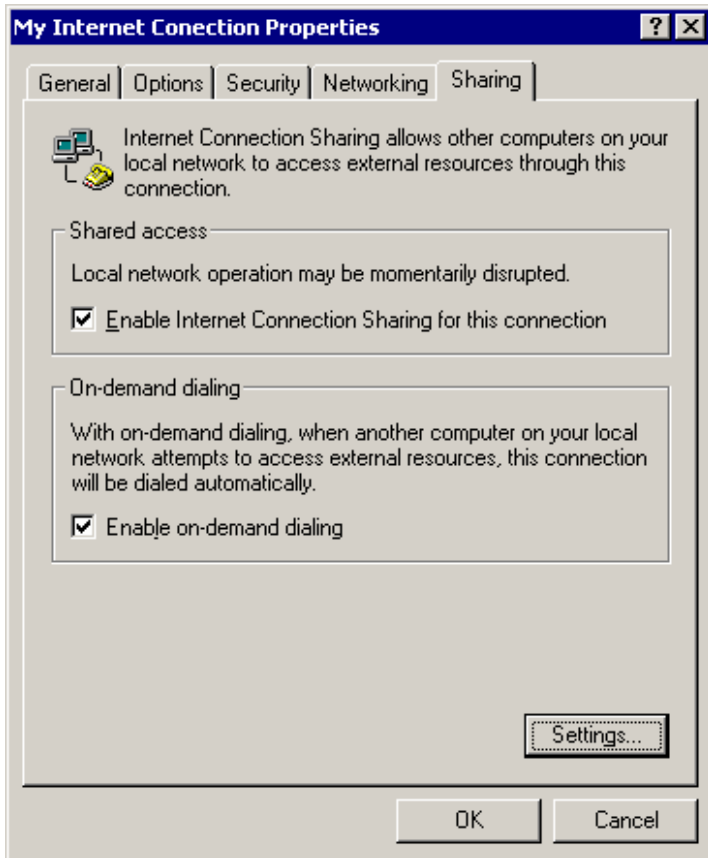 My Internet Conection Properties
General Options Security Networking Sharing
Internet Connection Sharing allows other computers on your
local network to access external resources through this
connection.
Shared access
Local network operation may be momentarily disrupted.
Enable Internet Connection Sharing for this connection
On-demand dialing
With on-demand dialing, when another computer on your local
network attempts to access external resources, this connection
will be dialed automatically.
Enable on-demand dialing
Settings...
OK Cancel